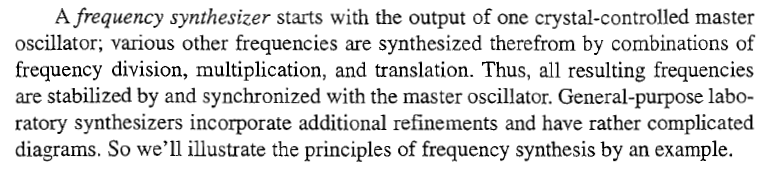 A frequency synthesizer starts with the output of one crystal-controlled master
oscillator; various other frequencies are synthesized therefrom by combinations of
frequency division, multiplication, and translation. Thus, all resulting frequencies
are stabilized by and synchronized with the master oscillator. General-purpose labo-
ratory synthesizers incorporate additional refinements and have rather complicated
diagrams. So we'll illustrate the principles of frequency synthesis by an example.